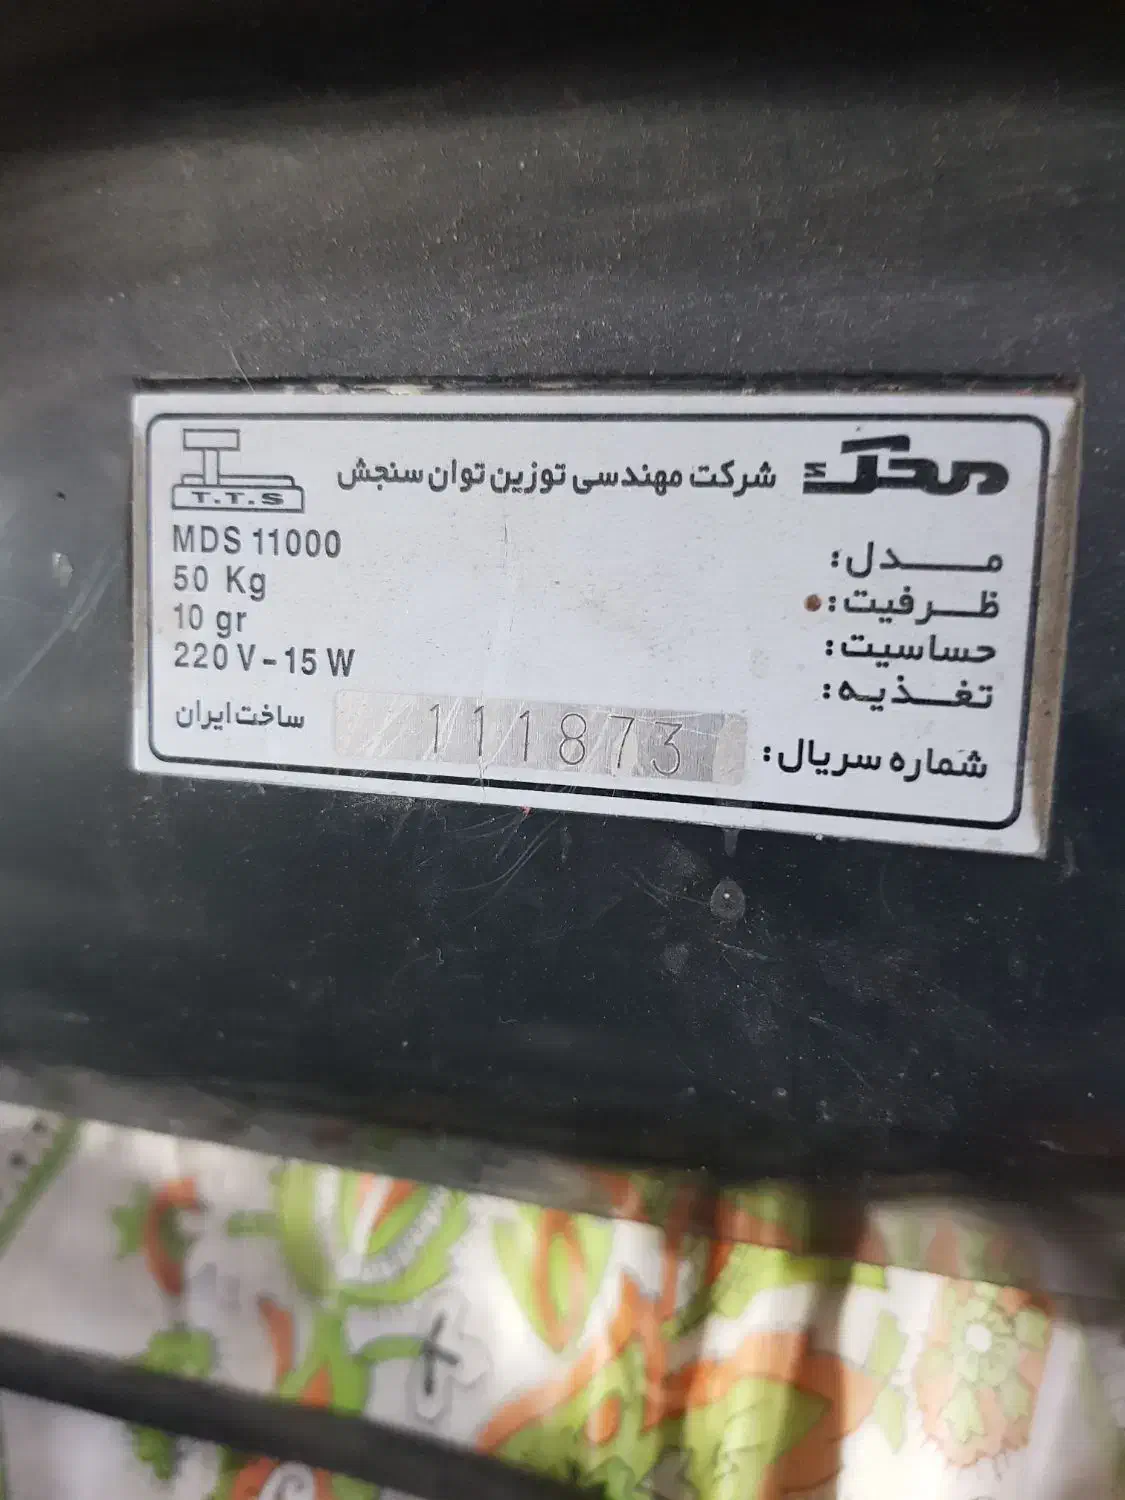 محک
شرکت مهندسی توزین توان سنجش
T.T.S
مدل: MDS 11000
ظرفیت: 50 Kg
حساسیت: 10 gr
تغذیه: 220 V - 15 W
شماره سریال: 111873
ساخت ایران